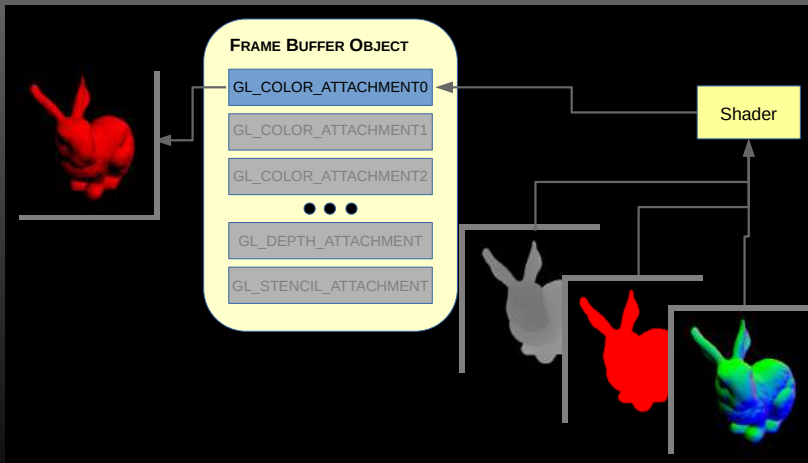 Frame Buffer Object
GL_COLOR_ATTACHMENT0
GL_COLOR_ATTACHMENT1
GL_COLOR_ATTACHMENT2
GL_DEPTH_ATTACHMENT
GL_STENCIL_ATTACHMENT
Shader